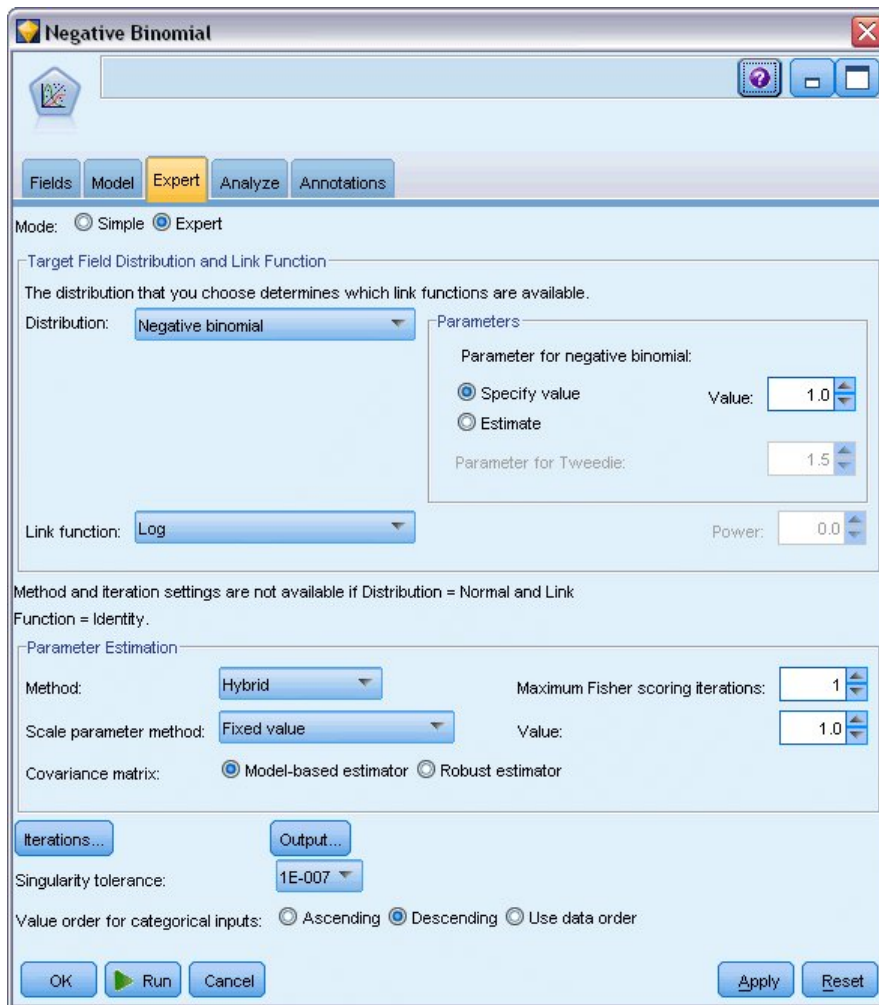 Negative Binomial
Fields Model Expert Analyze Annotations
Mode: Simple Expert
Target Field Distribution and Link Function
The distribution that you choose determines which link functions are available.
Distribution: Negative binomial
Parameters
Parameter for negative binomial:
Specify value Value: 1.0
Estimate
Parameter for Tweedie: 1.5
Link function: Log Power: 0.0
Method and iteration settings are not available if Distribution = Normal and Link
Function = Identity.
Parameter Estimation
Method: Hybrid Maximum Fisher scoring iterations: 1
Scale parameter method: Fixed value Value: 1.0
Covariance matrix: Model-based estimator Robust estimator
Iterations... Output...
Singularity tolerance: 1E-007
Value order for categorical inputs: Ascending Descending Use data order
OK Run Cancel Apply Reset